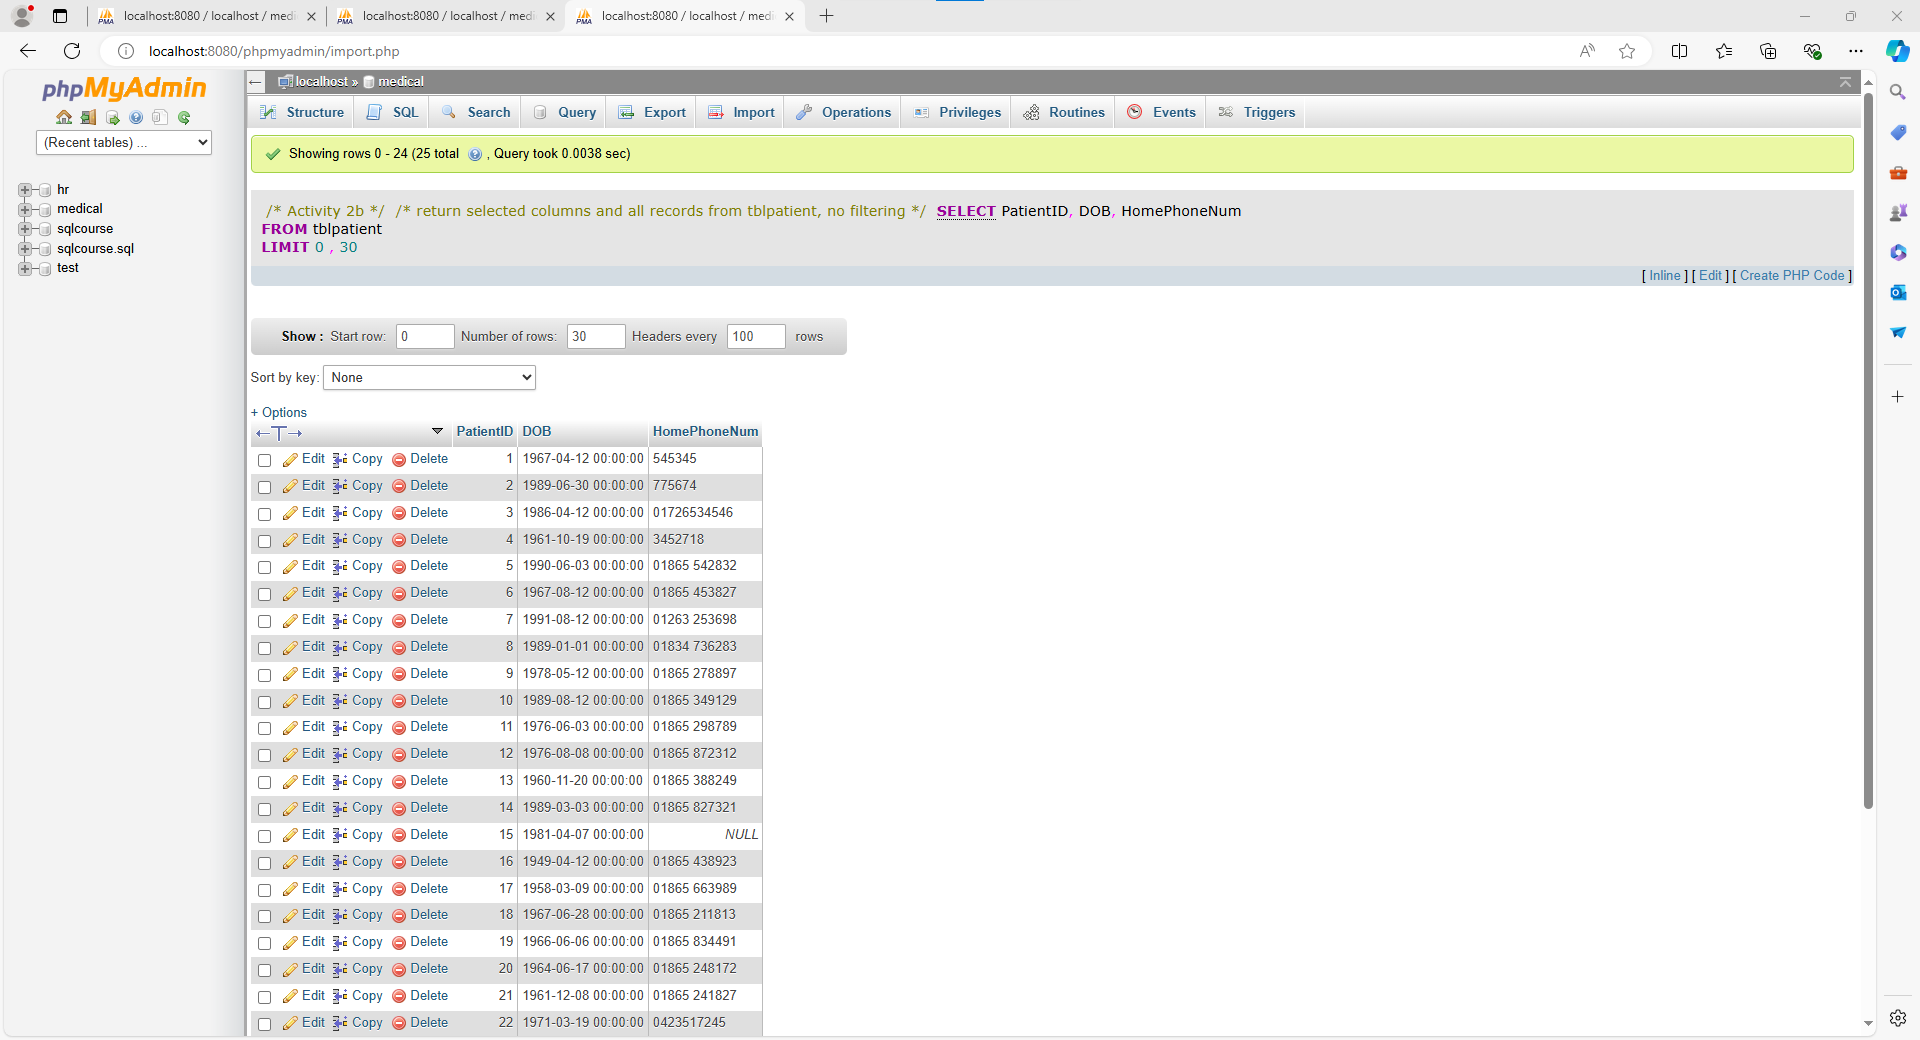 localhost:8080 / localhost / med
localhost:8080 / localhost / med
localhost:8080 / localhost / med
localhost:8080/phpmyadmin/import.php
phpMyAdmin
(Recent tables) ...
hr
medical
sqlcourse
sqlcourse.sql
test
localhost » medical
Structure SQL Search Query Export Import Operations Privileges Routines Events Triggers
Showing rows 0 - 24 (25 total , Query took 0.0038 sec)
/* Activity 2b */ /* return selected columns and all records from tblpatient, no filtering */ SELECT PatientID, DOB, HomePhoneNum
FROM tblpatient
LIMIT 0 , 30
[ Inline ] [ Edit ] [ Create PHP Code ]
Show : Start row: 0 Number of rows: 30 Headers every 100 rows
Sort by key: None
+ Options
←T→ PatientID DOB HomePhoneNum
Edit Copy Delete 1 1967-04-12 00:00:00 545345
Edit Copy Delete 2 1989-06-30 00:00:00 775674
Edit Copy Delete 3 1986-04-12 00:00:00 01726534546
Edit Copy Delete 4 1961-10-19 00:00:00 3452718
Edit Copy Delete 5 1990-06-03 00:00:00 01865 542832
Edit Copy Delete 6 1967-08-12 00:00:00 01865 453827
Edit Copy Delete 7 1991-08-12 00:00:00 01263 253698
Edit Copy Delete 8 1989-01-01 00:00:00 01834 736283
Edit Copy Delete 9 1978-05-12 00:00:00 01865 278897
Edit Copy Delete 10 1989-08-12 00:00:00 01865 349129
Edit Copy Delete 11 1976-06-03 00:00:00 01865 298789
Edit Copy Delete 12 1976-08-08 00:00:00 01865 872312
Edit Copy Delete 13 1960-11-20 00:00:00 01865 388249
Edit Copy Delete 14 1989-03-03 00:00:00 01865 827321
Edit Copy Delete 15 1981-04-07 00:00:00 NULL
Edit Copy Delete 16 1949-04-12 00:00:00 01865 438923
Edit Copy Delete 17 1958-03-09 00:00:00 01865 663989
Edit Copy Delete 18 1967-06-28 00:00:00 01865 211813
Edit Copy Delete 19 1966-06-06 00:00:00 01865 834491
Edit Copy Delete 20 1964-06-17 00:00:00 01865 248172
Edit Copy Delete 21 1961-12-08 00:00:00 01865 241827
Edit Copy Delete 22 1971-03-19 00:00:00 0423517245